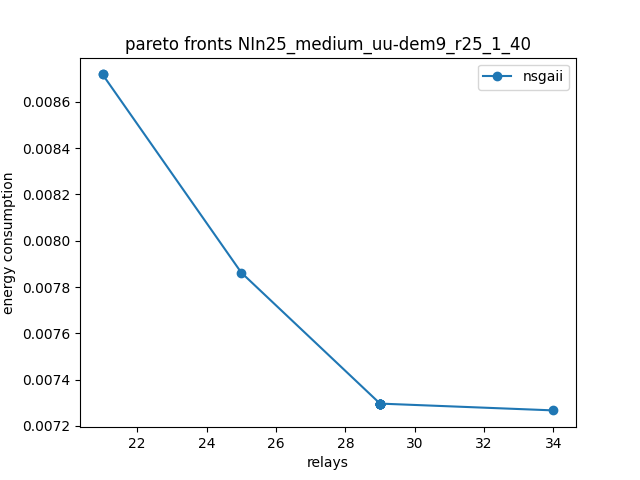 pareto fronts NIn25_medium_uu-dem9_r25_1_40
nsgaii
energy consumption
0.0086
0.0084
0.0082
0.0080
0.0078
0.0076
0.0074
0.0072
22 24 26 28 30 32 34
relays